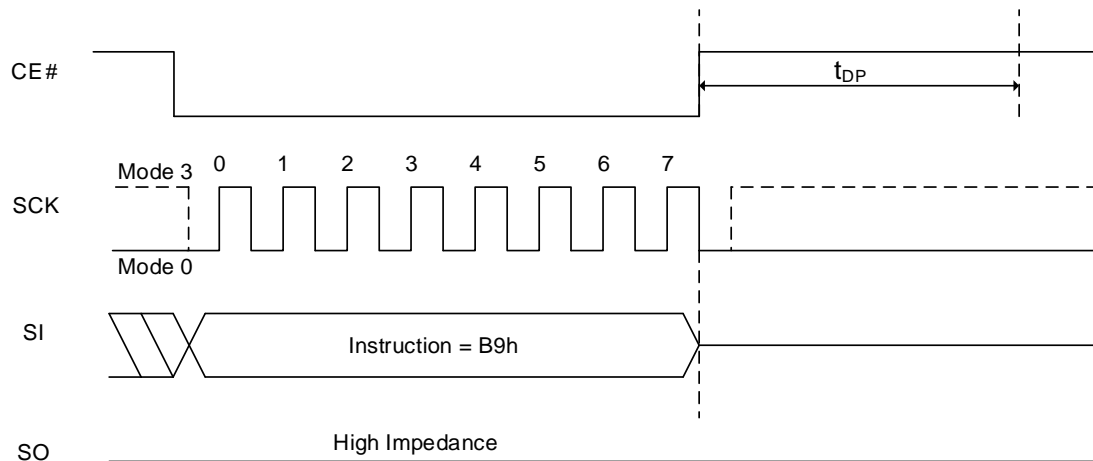 CE#
tDP
Mode 3
0 1 2 3 4 5 6 7
SCK
Mode 0
SI
Instruction = B9h
High Impedance
SO